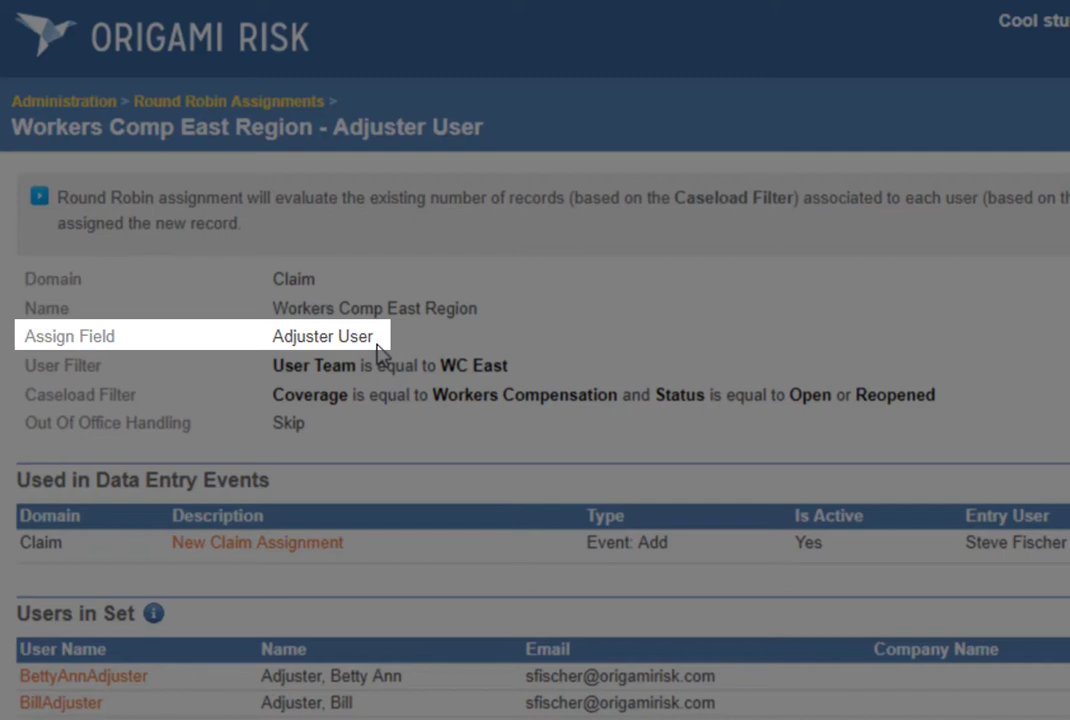 ORIGAMI RISK
Cool stu
Administration > Round Robin Assignments >
Workers Comp East Region - Adjuster User
Round Robin assignment will evaluate the existing number of records (based on the Caseload Filter) associated to each user (based on th
assigned the new record.
Domain Claim
Name Workers Comp East Region
Assign Field Adjuster User
User Filter User Team is equal to WC East
Caseload Filter Coverage is equal to Workers Compensation and Status is equal to Open or Reopened
Out Of Office Handling Skip
Used in Data Entry Events
Domain Description Type Is Active Entry User
Claim New Claim Assignment Event: Add Yes Steve Fischer
Users in Set
User Name Name Email Company Name
BettyAnnAdjuster Adjuster, Betty Ann sfischer@origamirisk.com
BillAdjuster Adjuster, Bill sfischer@origamirisk.com